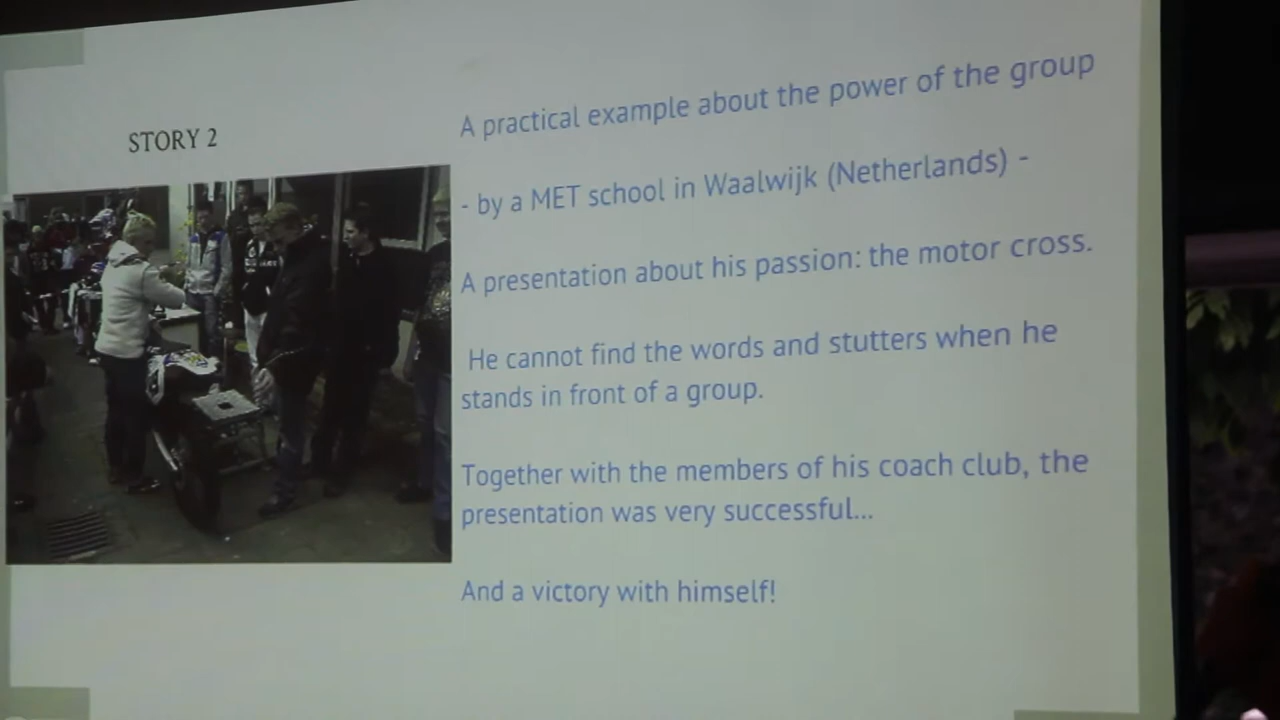 STORY 2
A practical example about the power of the group
- by a MET school in Waalwijk (Netherlands) -
A presentation about his passion: the motor cross.
He cannot find the words and stutters when he
stands in front of a group.
Together with the members of his coach club, the
presentation was very successful...
And a victory with himself!